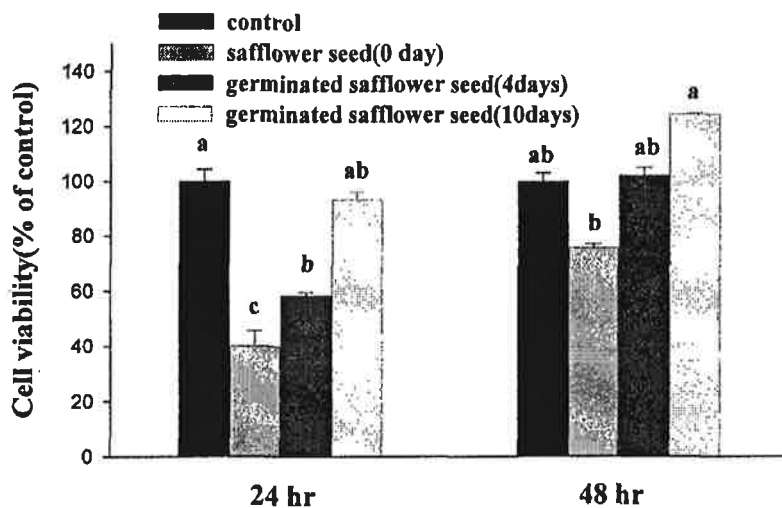 control
safflower seed(0 day)
germinated safflower seed(4days)
germinated safflower seed(10days)
Cell viability(% of control)
140
120
100
80
60
40
20
0
a
c
b
ab
ab
b
ab
a
24 hr
48 hr